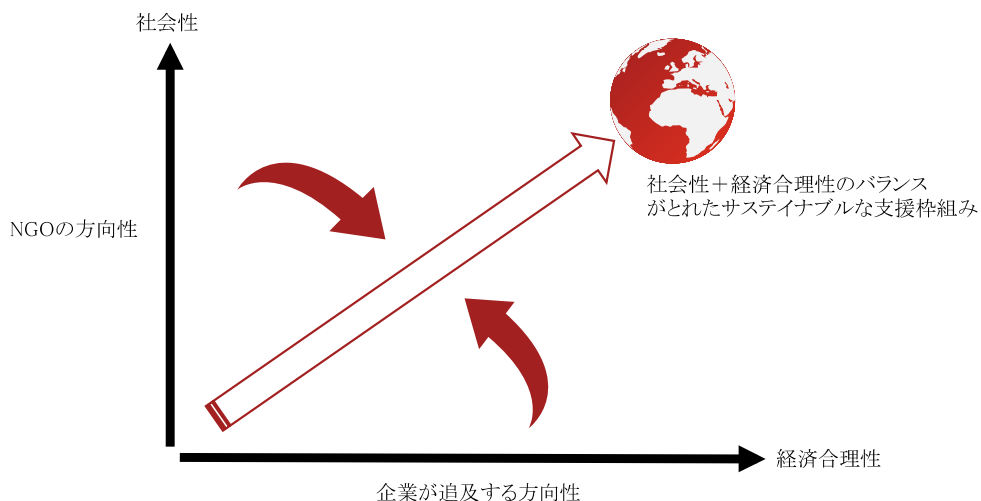 社会性
社会性＋経済合理性のバランス
がとれたサステイナブルな支援枠組み
NGOの方向性
経済合理性
企業が追及する方向性